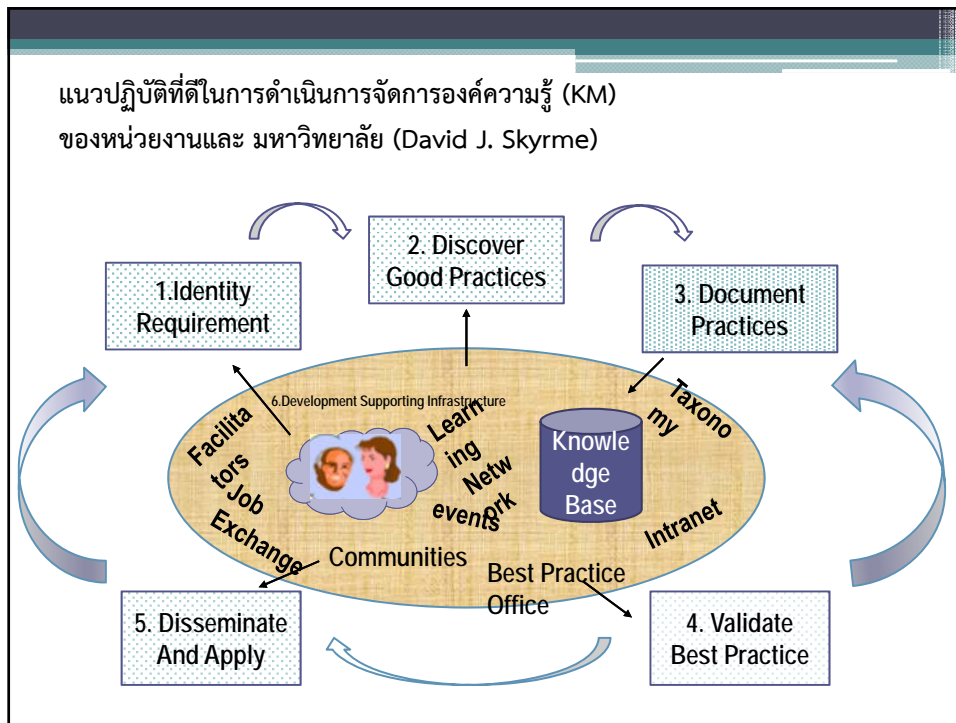 แนวปฏิบัติที่ดีในการดำเนินการจัดการองค์ความรู้ (KM)
ของหน่วยงานและ มหาวิทยาลัย (David J. Skyrme)
2. Discover
Good Practices
1.Identity
Requirement
3. Document
Practices
6.Development Supporting Infrastructure
Facilita
tors
Job
Exchange
Learn
ing
Netw
ork
events
Knowle
dge
Base
Taxono
my
Intranet
Communities
Best Practice
Office
5. Disseminate
And Apply
4. Validate
Best Practice